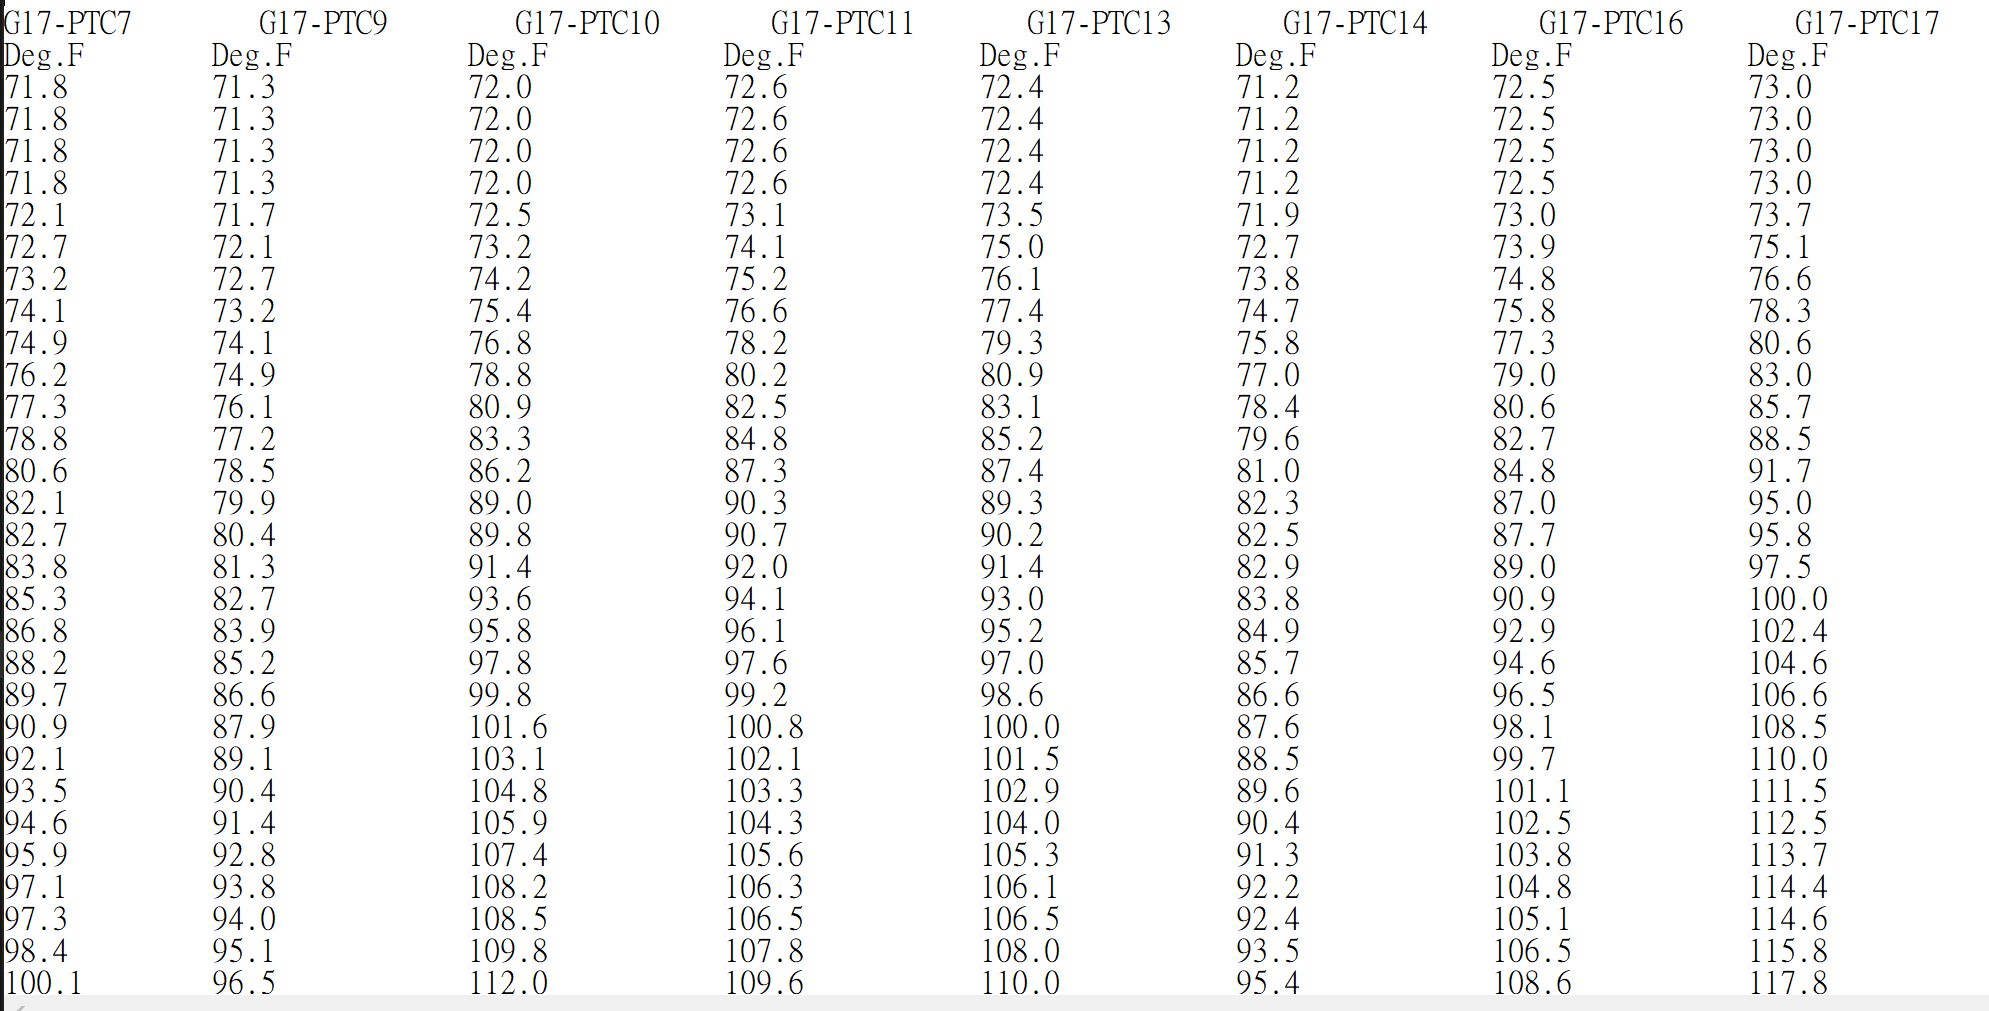 G17-PTC7 G17-PTC9 G17-PTC10 G17-PTC11 G17-PTC13 G17-PTC14 G17-PTC16 G17-PTC17
Deg.F Deg.F Deg.F Deg.F Deg.F Deg.F Deg.F Deg.F
71.8 71.3 72.0 72.6 72.4 71.2 72.5 73.0
71.8 71.3 72.0 72.6 72.4 71.2 72.5 73.0
71.8 71.3 72.0 72.6 72.4 71.2 72.5 73.0
71.8 71.3 72.0 72.6 72.4 71.2 72.5 73.0
72.1 71.7 72.5 73.1 73.5 71.9 73.0 73.7
72.7 72.1 73.2 74.1 75.0 72.7 73.9 75.1
73.2 72.7 74.2 75.2 76.1 73.8 74.8 76.6
74.1 73.2 75.4 76.6 77.4 74.7 75.8 78.3
74.9 74.1 76.8 78.2 79.3 75.8 77.3 80.6
76.2 74.9 78.8 80.2 80.9 77.0 79.0 83.0
77.3 76.1 80.9 82.5 83.1 78.4 80.6 85.7
78.8 77.2 83.3 84.8 85.2 79.6 82.7 88.5
80.6 78.5 86.2 87.3 87.4 81.0 84.8 91.7
82.1 79.9 89.0 90.3 89.3 82.3 87.0 95.0
82.7 80.4 89.8 90.7 90.2 82.5 87.7 95.8
83.8 81.3 91.4 92.0 91.4 82.9 89.0 97.5
85.3 82.7 93.6 94.1 93.0 83.8 90.9 100.0
86.8 83.9 95.8 96.1 95.2 84.9 92.9 102.4
88.2 85.2 97.8 97.6 97.0 85.7 94.6 104.6
89.7 86.6 99.8 99.2 98.6 86.6 96.5 106.6
90.9 87.9 101.6 100.8 100.0 87.6 98.1 108.5
92.1 89.1 103.1 102.1 101.5 88.5 99.7 110.0
93.5 90.4 104.8 103.3 102.9 89.6 101.1 111.5
94.6 91.4 105.9 104.3 104.0 90.4 102.5 112.5
95.9 92.8 107.4 105.6 105.3 91.3 103.8 113.7
97.1 93.8 108.2 106.3 106.1 92.2 104.8 114.4
97.3 94.0 108.5 106.5 106.5 92.4 105.1 114.6
98.4 95.1 109.8 107.8 108.0 93.5 106.5 115.8
100.1 96.5 112.0 109.6 110.0 95.4 108.6 117.8